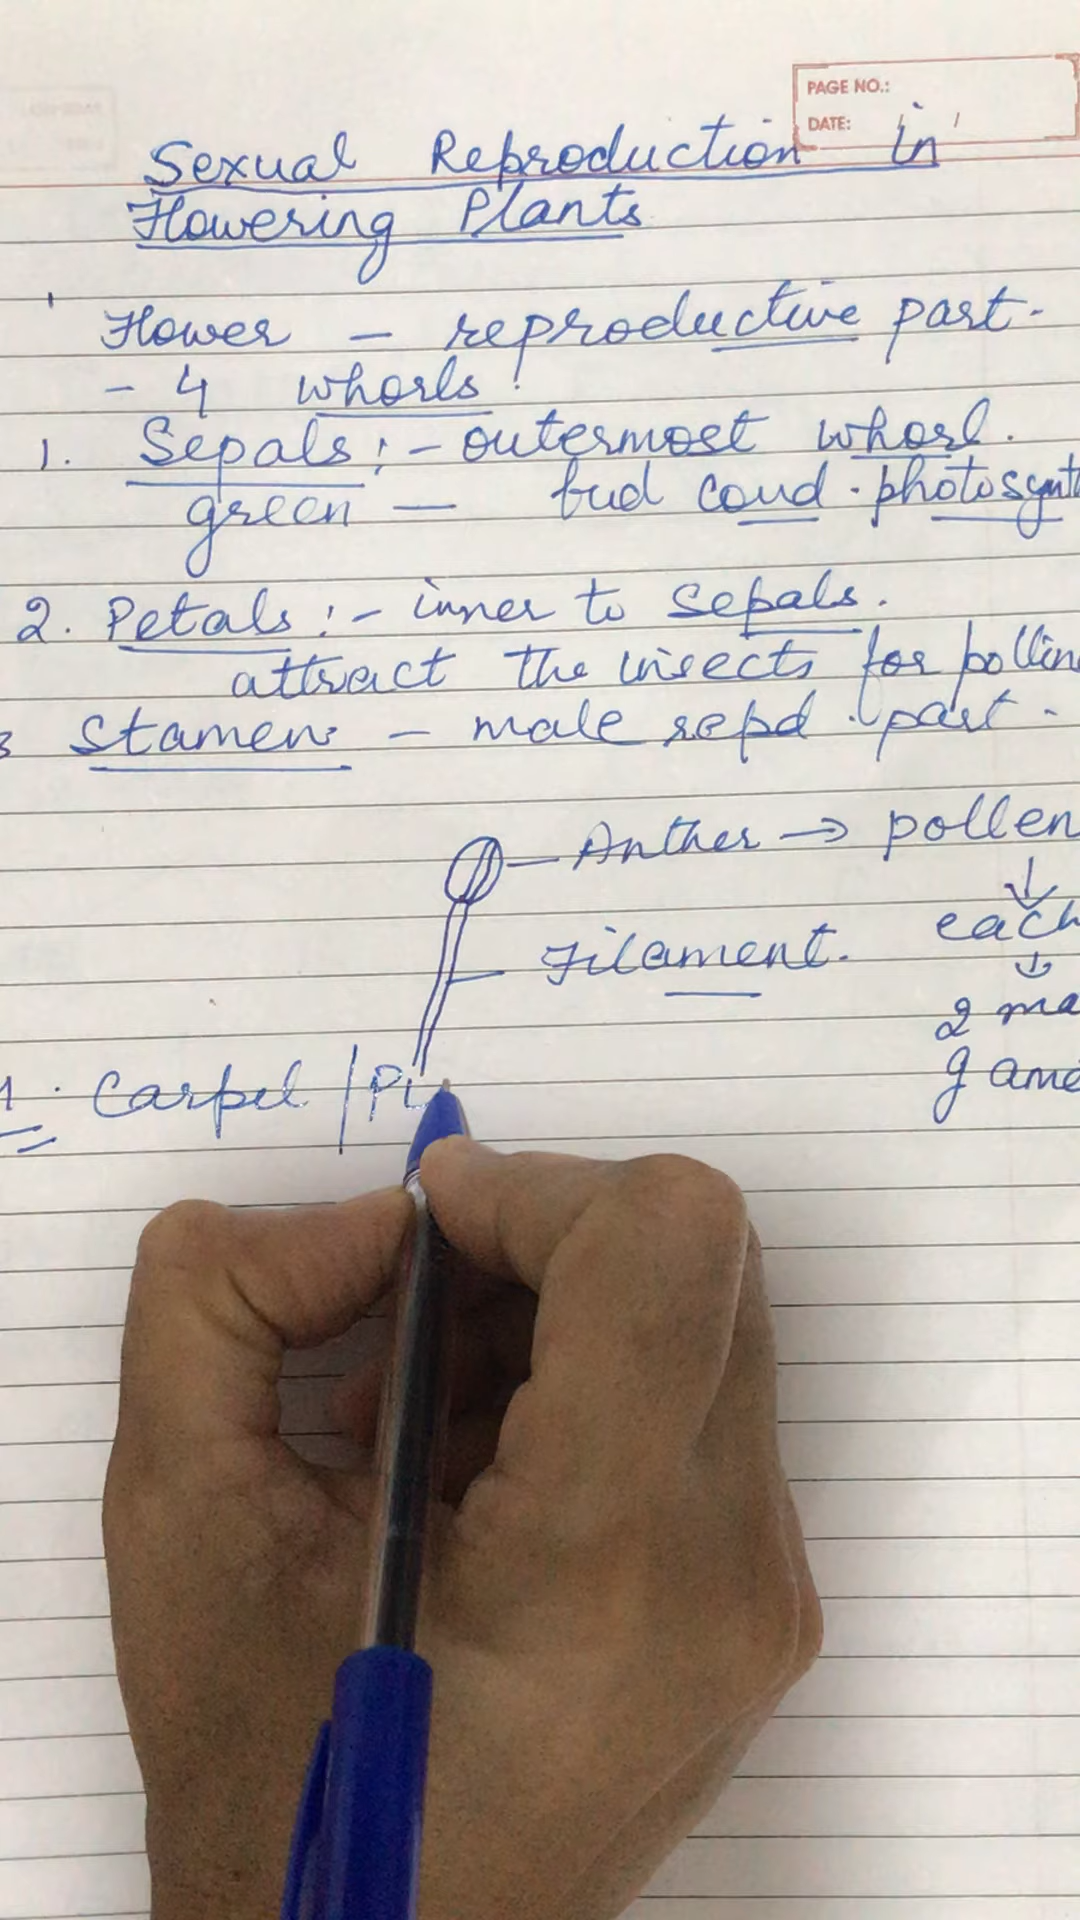 PAGE NO.:
DATE: / /
Sexual Reproduction in
Flowering Plants
Flower – reproductive part.
- 4 whorls
1. Sepals :- outermost whorl.
green – bud cond. photosynt
2. Petals :- inner to sepals.
attract the insects for pollin
3 Stamens – male repd. part.
Anther → pollen
↓
each
Filament.
↓
2 ma
game
4. Carpel / Pi